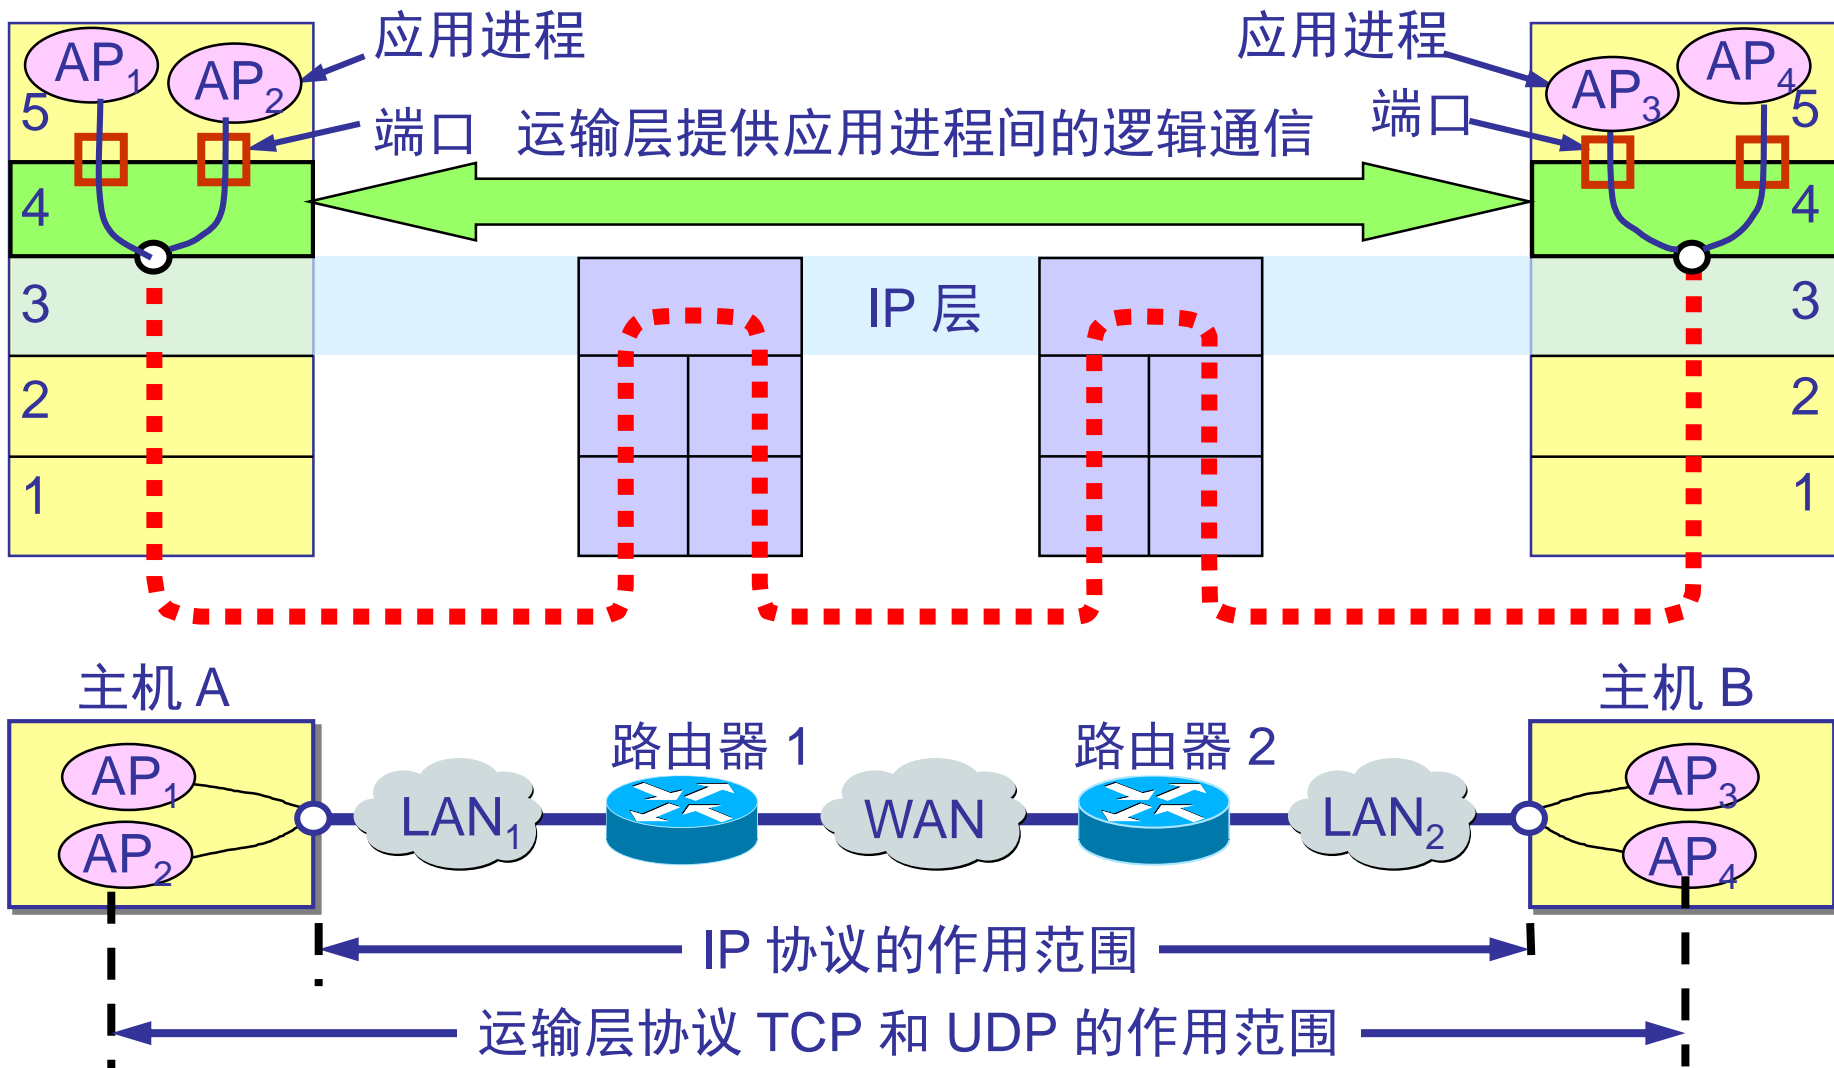 应用进程
应用进程
AP1
AP2
AP3
AP4
5
5
端口
运输层提供应用进程间的逻辑通信
端口
4
4
3
IP 层
3
2
2
1
1
主机 A
主机 B
路由器 1
路由器 2
AP1
AP2
LAN1
WAN
LAN2
AP3
AP4
IP 协议的作用范围
运输层协议 TCP 和 UDP 的作用范围